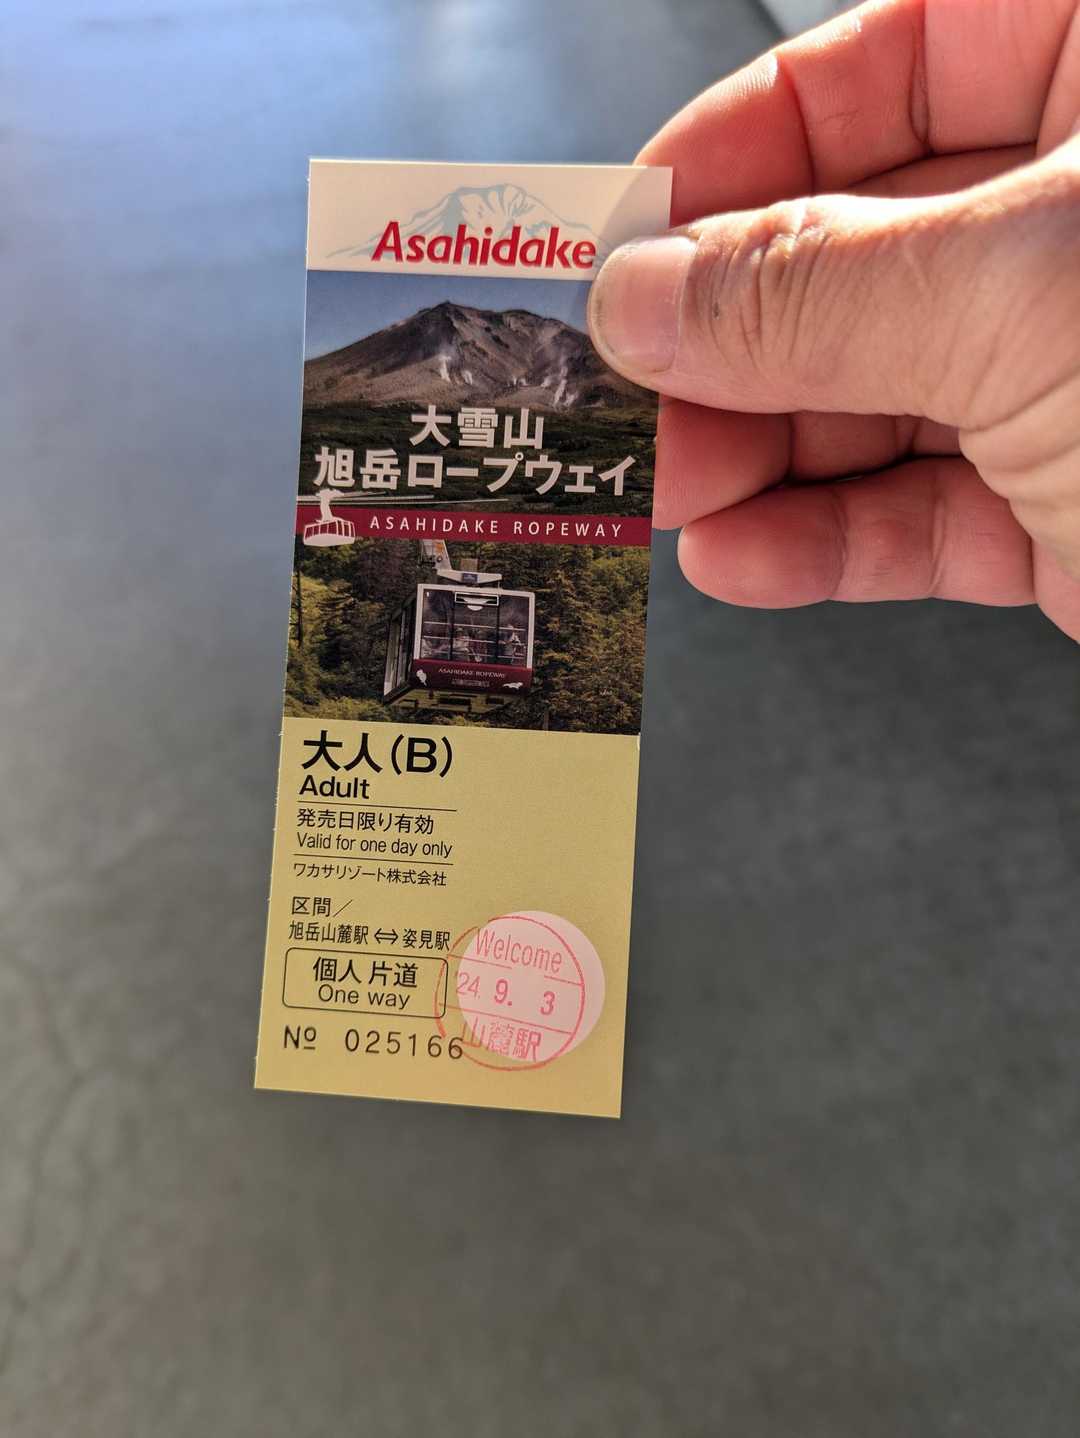 Asahidake
大雪山
旭岳ロープウェイ
ASAHIDAKE ROPEWAY
ASAHIDAKE ROPEWAY
大人(B)
Adult
発売日限り有効
Valid for one day only
ワカサリゾート株式会社
区間／
旭岳山麓駅⇔姿見駅
個人 片道
One way
Nº 025166
Welcome
'24. 9. 3
山麓駅